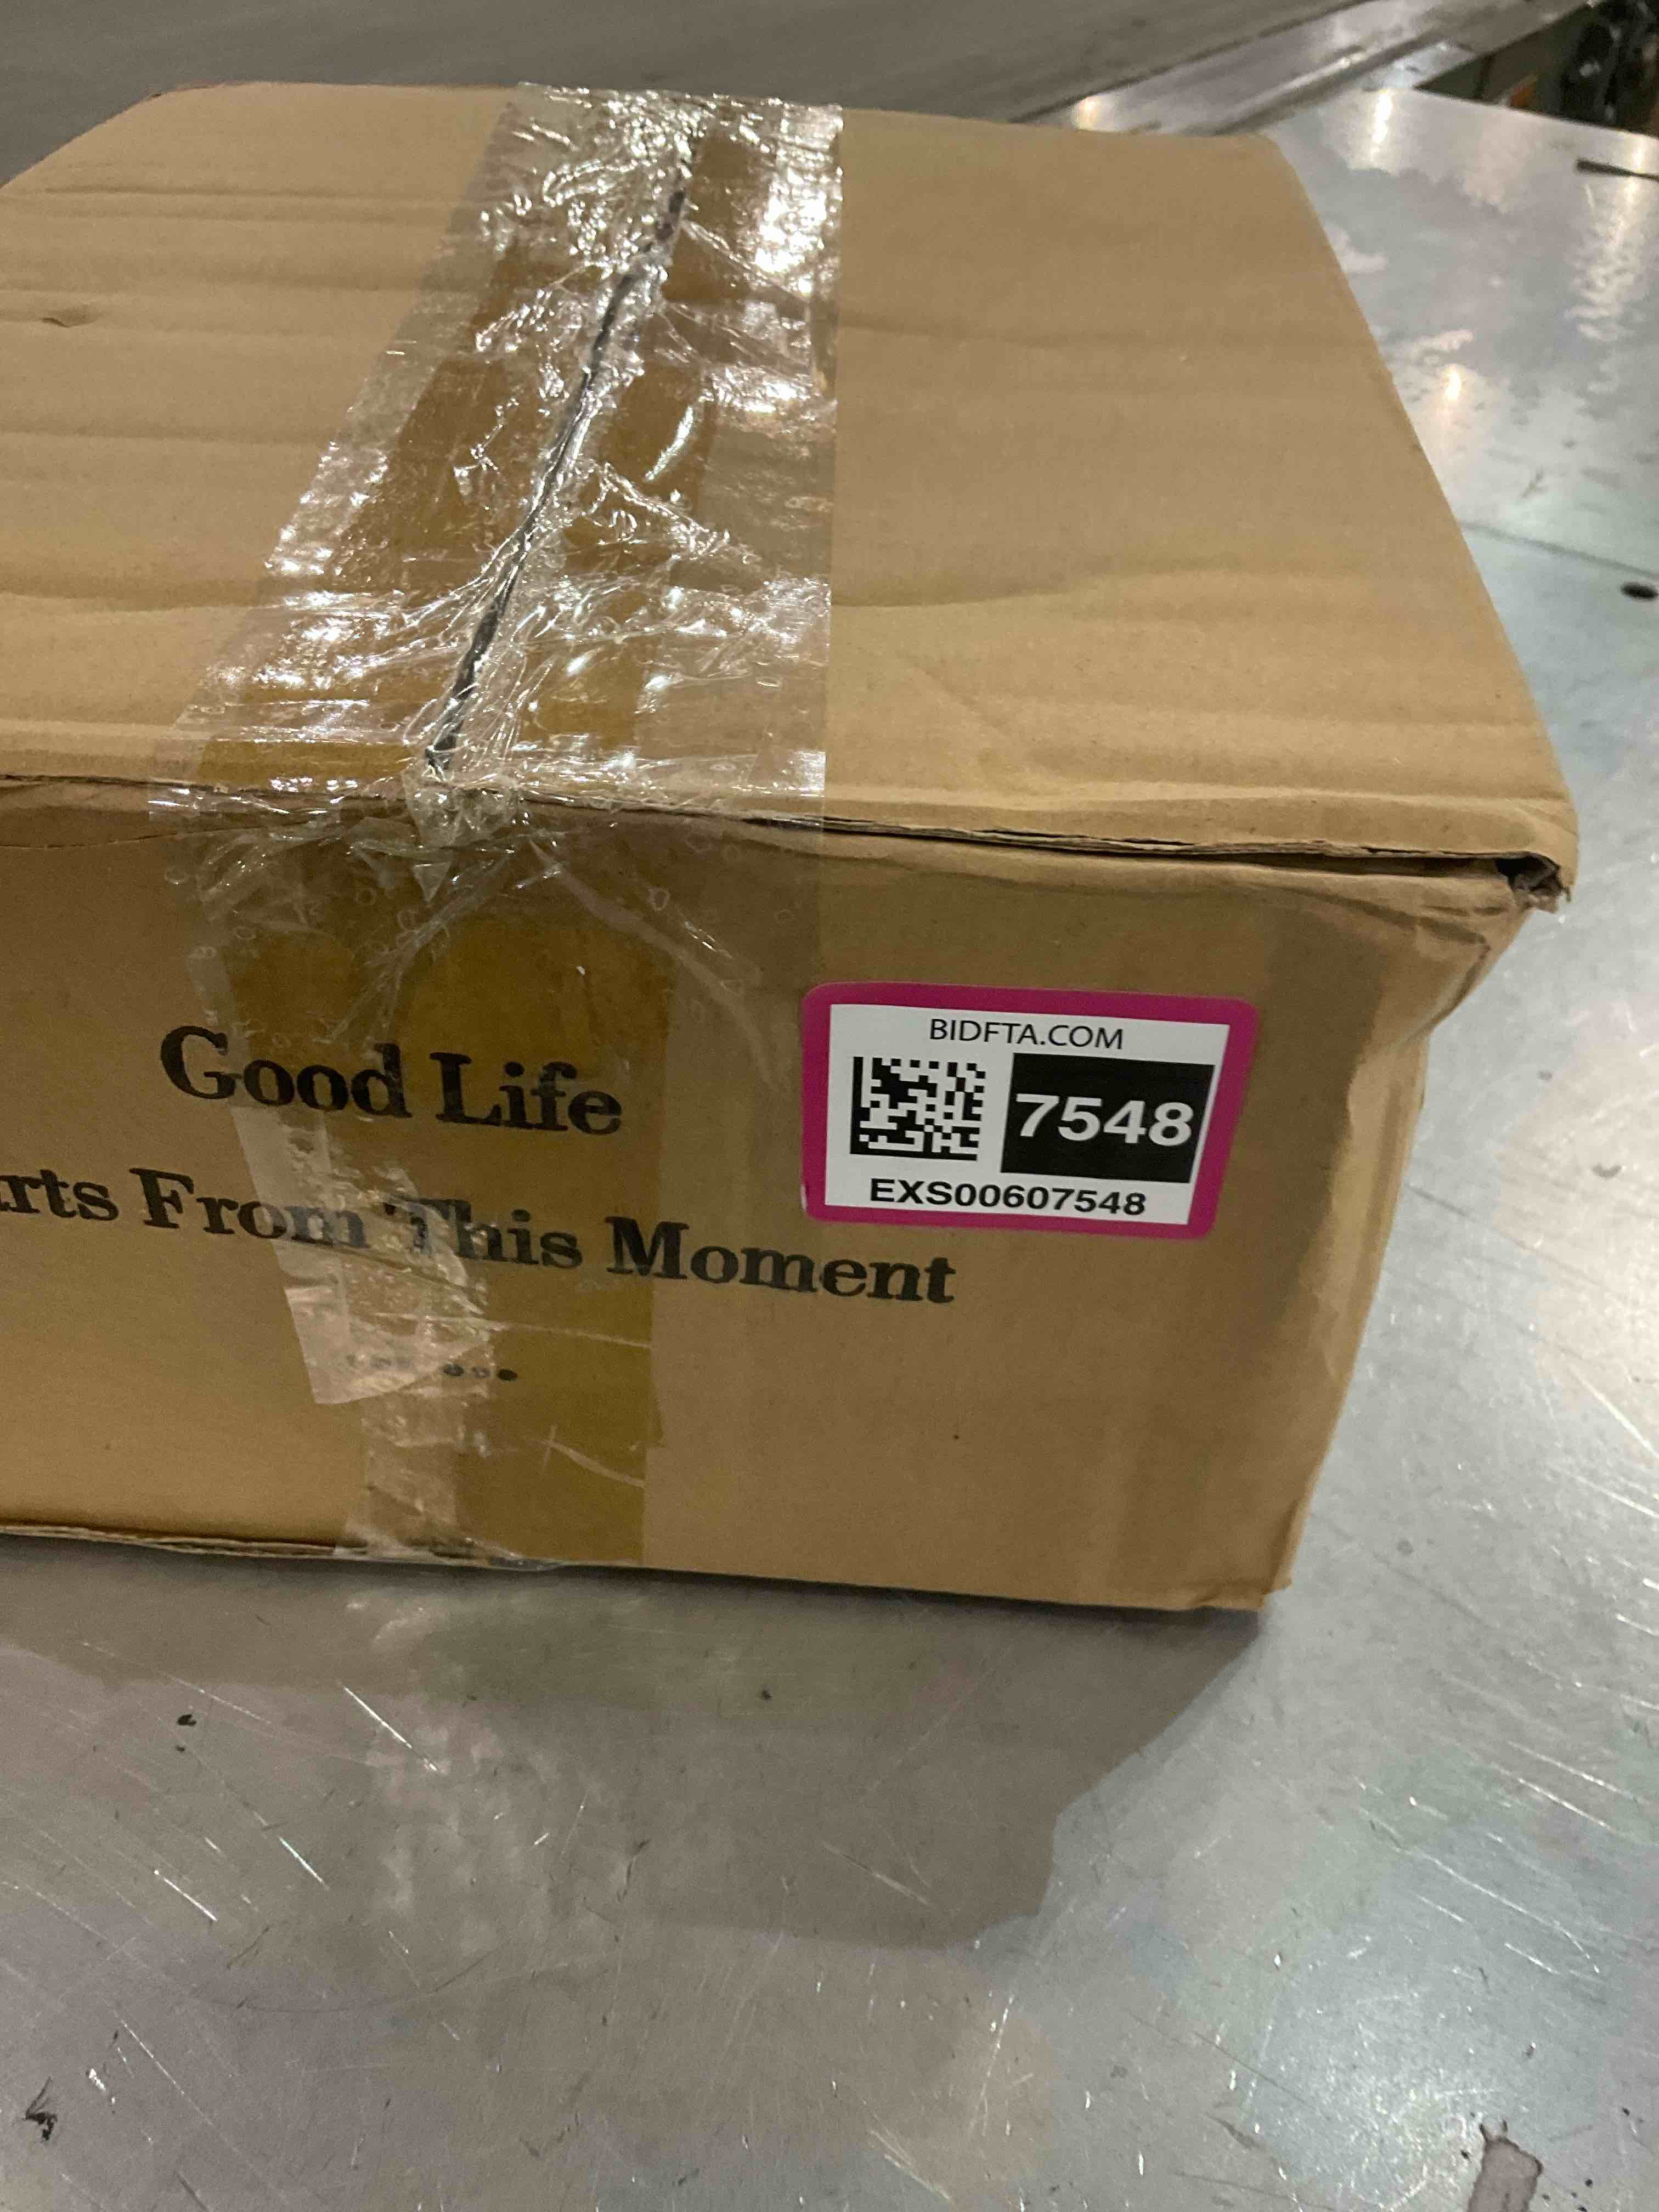 Good Life
rts From This Moment
BIDFTA.COM
7548
EXS00607548